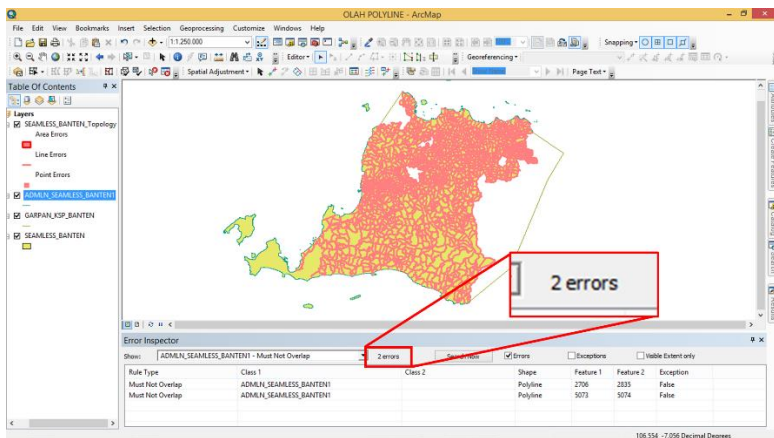 OLAH POLYLINE - ArcMap
File Edit View Bookmarks Insert Selection Geoprocessing Customize Windows Help
1:1.250.000
Editor
Snapping
Georeferencing
Spatial Adjustment
Page Text
Table Of Contents
Layers
SEAMLESS_BANTEN_Topology
Area Errors
Line Errors
Point Errors
ADMLN_SEAMLESS_BANTEN1
GARPAN_KSP_BANTEN
SEAMLESS_BANTEN
2 errors
Error Inspector
Show: ADMLN_SEAMLESS_BANTEN1 - Must Not Overlap 2 errors Search Now Errors Exceptions Visible Extent only
Rule Type Class 1 Class 2 Shape Feature 1 Feature 2 Exception
Must Not Overlap ADMLN_SEAMLESS_BANTEN1 Polyline 2706 2835 False
Must Not Overlap ADMLN_SEAMLESS_BANTEN1 Polyline 5073 5074 False
106.554 -7.056 Decimal Degrees